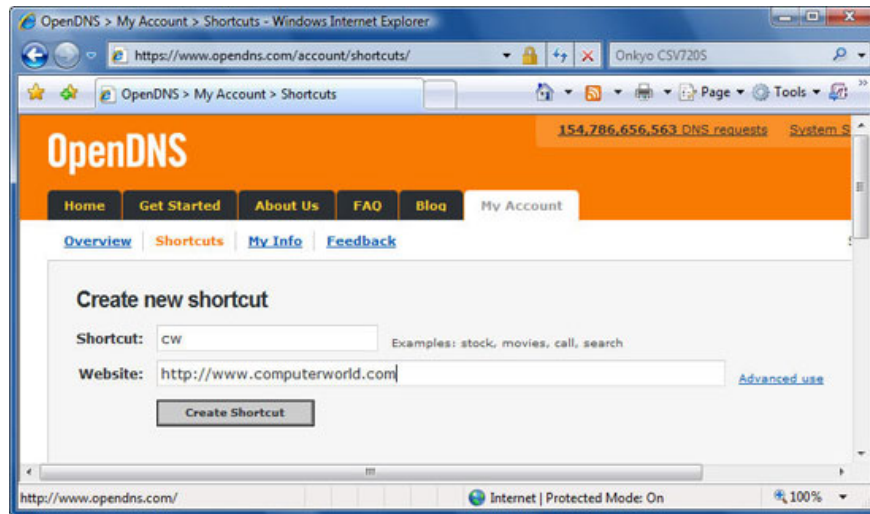 OpenDNS > My Account > Shortcuts - Windows Internet Explorer
https://www.opendns.com/account/shortcuts/
Onkyo CSV720S
OpenDNS > My Account > Shortcuts
Page
Tools
OpenDNS
154,786,656,563 DNS requests
System S
Home
Get Started
About Us
FAQ
Blog
My Account
Overview
Shortcuts
My Info
Feedback
Create new shortcut
Shortcut:
cw
Examples: stock, movies, call, search
Website:
http://www.computerworld.com
Advanced use
Create Shortcut
http://www.opendns.com/
Internet | Protected Mode: On
100%